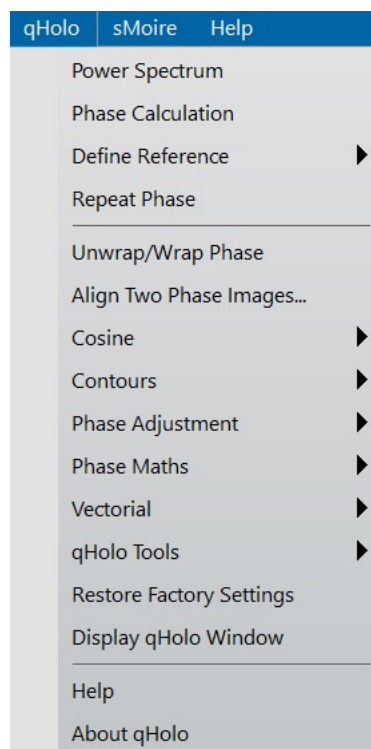 qHolo sMoire Help
Power Spectrum
Phase Calculation
Define Reference
Repeat Phase
Unwrap/Wrap Phase
Align Two Phase Images...
Cosine
Contours
Phase Adjustment
Phase Maths
Vectorial
qHolo Tools
Restore Factory Settings
Display qHolo Window
Help
About qHolo